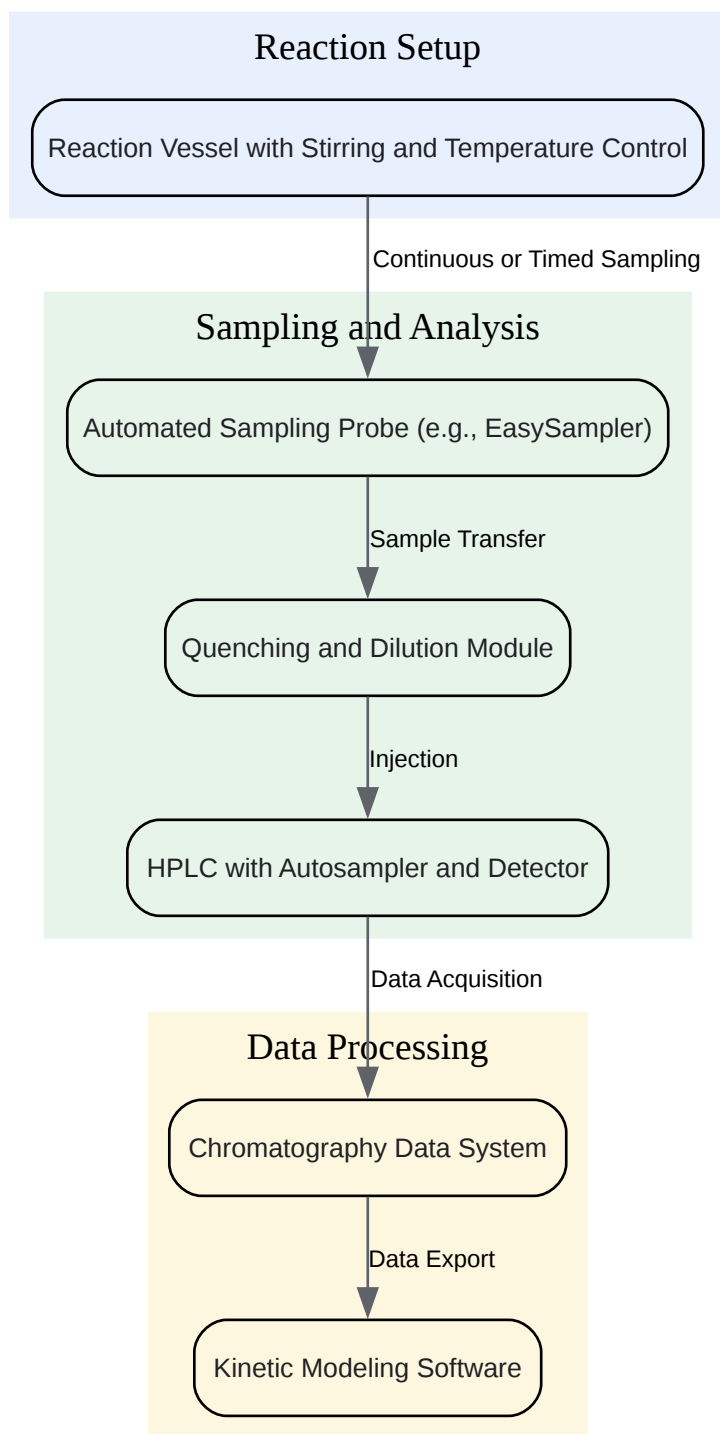 Reaction Setup
Reaction Vessel with Stirring and Temperature Control
Continuous or Timed Sampling
Sampling and Analysis
Automated Sampling Probe (e.g., EasySampler)
Sample Transfer
Quenching and Dilution Module
Injection
HPLC with Autosampler and Detector
Data Acquisition
Data Processing
Chromatography Data System
Data Export
Kinetic Modeling Software